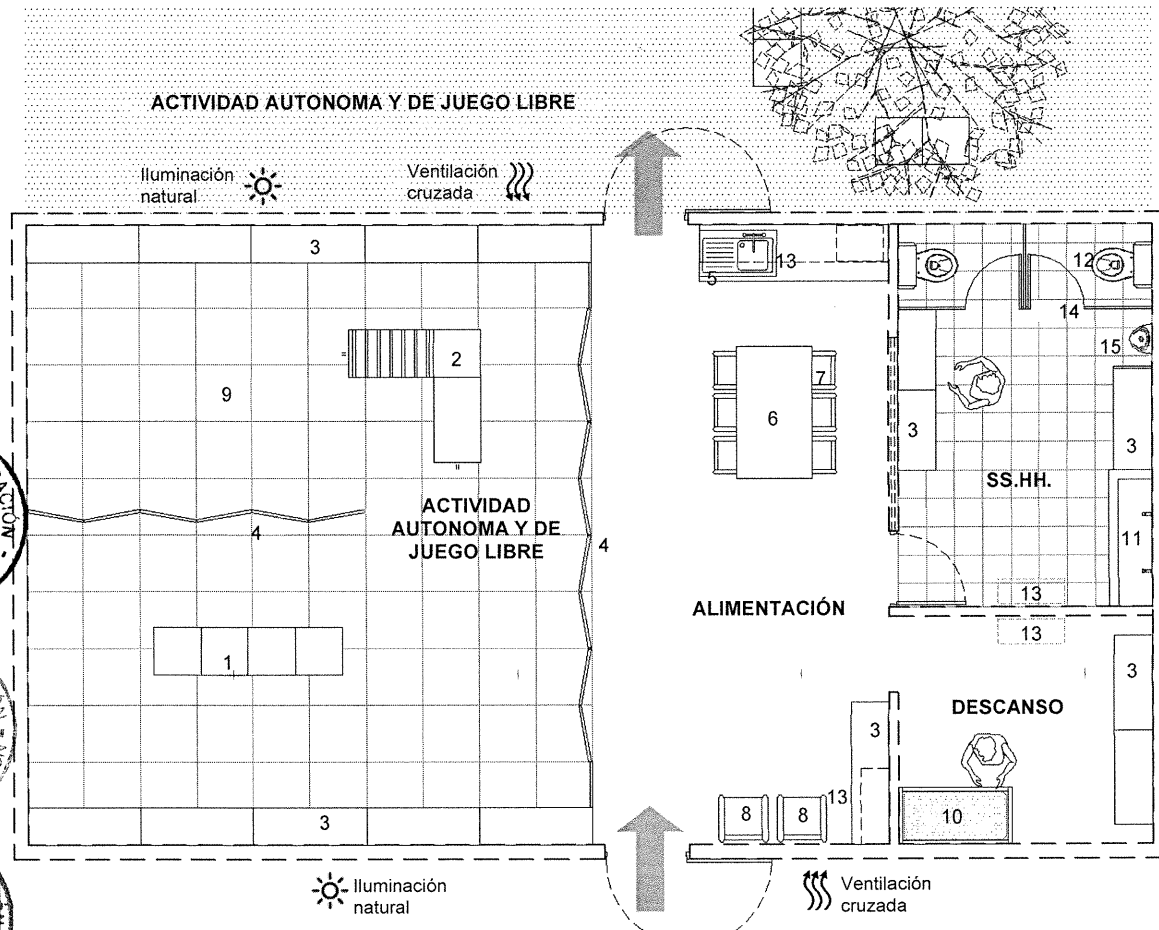 ACTIVIDAD AUTONOMA Y DE JUEGO LIBRE
Iluminación
natural
Ventilación
cruzada
3
13
5
12
14
15
2
7
9
6
3
3
SS.HH.
ACTIVIDAD
AUTONOMA Y DE
JUEGO LIBRE
4
4
11
13
ALIMENTACIÓN
13
1
3
DESCANSO
3
13
8
8
10
3
Iluminación
natural
Ventilación
cruzada